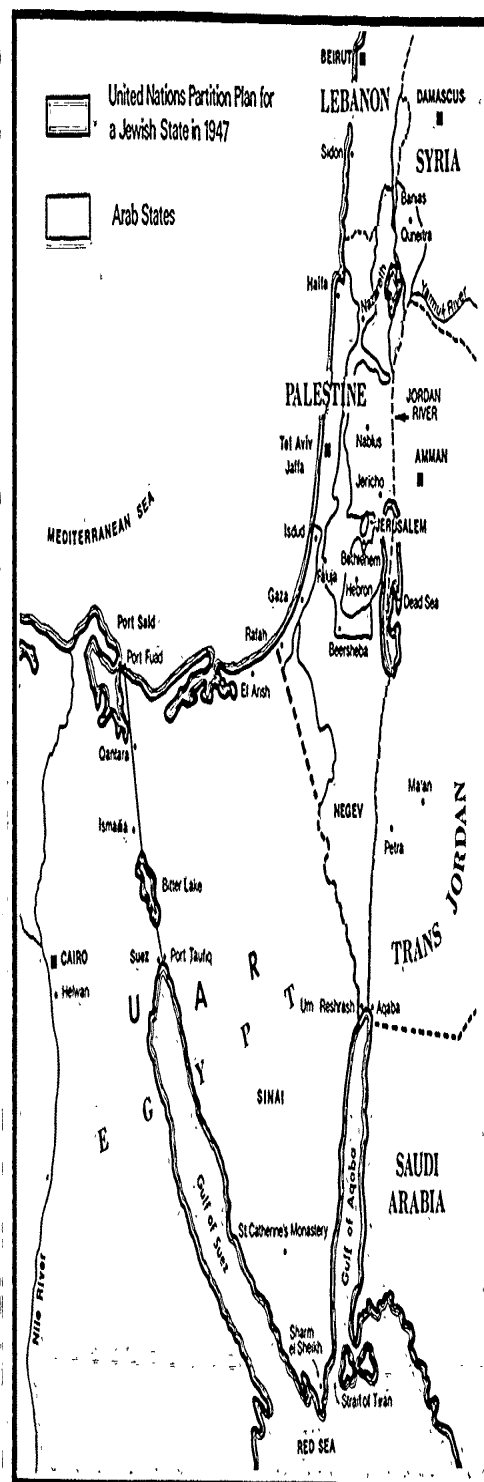 United Nations Partition Plan for
a Jewish State in 1947
Arab States
BEIRUT
LEBANON
DAMASCUS
SYRIA
Sidon
Banas
Quneitra
Haifa
Nazareth
Yarmuk River
PALESTINE
JORDAN
RIVER
Nablus
Tel Aviv
Jaffa
AMMAN
Jericho
MEDITERRANEAN SEA
Isdud
JERUSALEM
Bethlehem
Faluja
Hebron
Gaza
Dead Sea
Port Said
Rafah
Beersheba
Port Fuad
El Arish
Qantara
Ma'an
NEGEV
Ismailia
Petra
TRANS JORDAN
Bitter Lake
CAIRO
Suez
Port Taufiq
Helwan
U A R
Um Reshrash
Aqaba
EGYPT
SINAI
SAUDI
ARABIA
Gulf of Suez
Gulf of Aqaba
St Catherine's Monastery
Nile River
Sharm
el Sheikh
Strait of Tiran
RED SEA